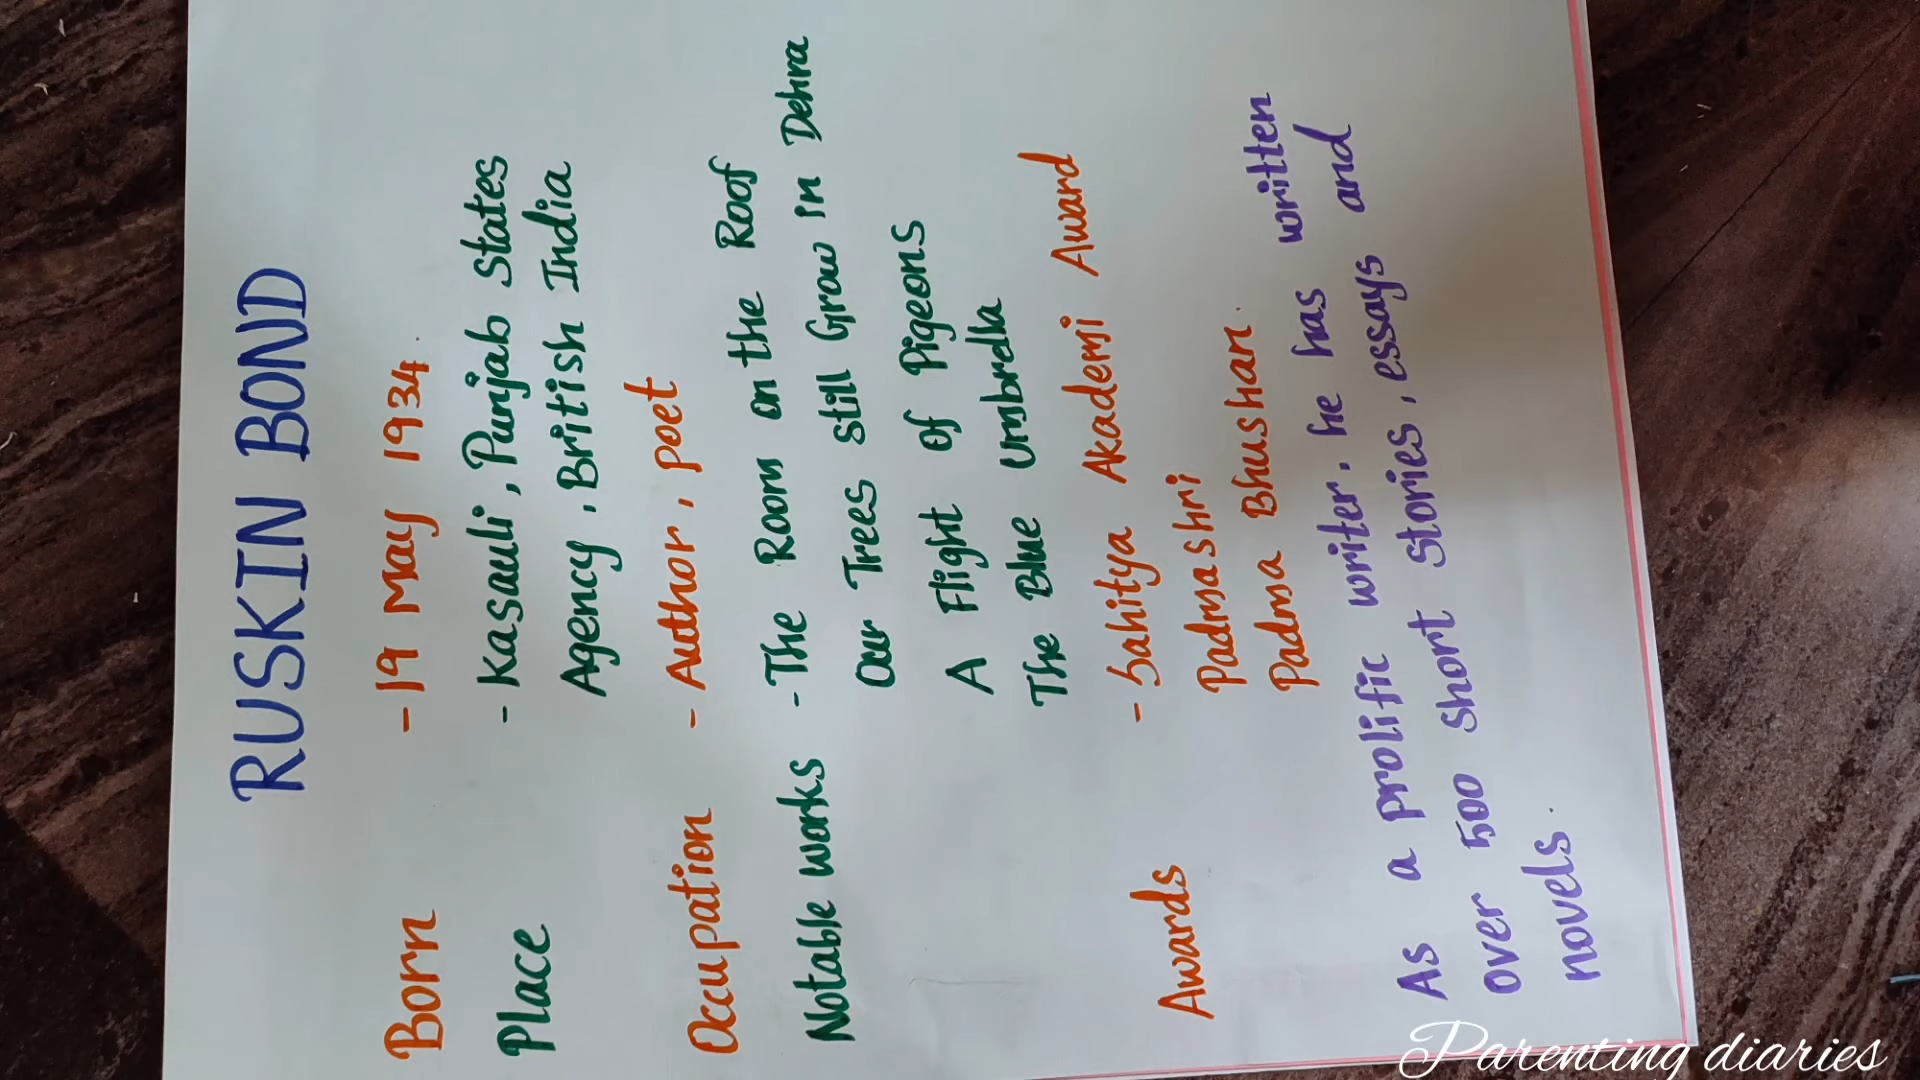 RUSKIN BOND
Born - 19 May 1934.
Place - Kasauli, Punjab States
Agency, British India
Occupation - Author, poet
Notable works - The Room on the Roof
Our Trees still Grow in Dehra
A Flight of Pigeons
The Blue Umbrella
Awards - Sahitya Akademi Award
Padma shri
Padma Bhushan.
As a prolific writer, he has written
over 500 short stories, essays and
novels.
Parenting diaries